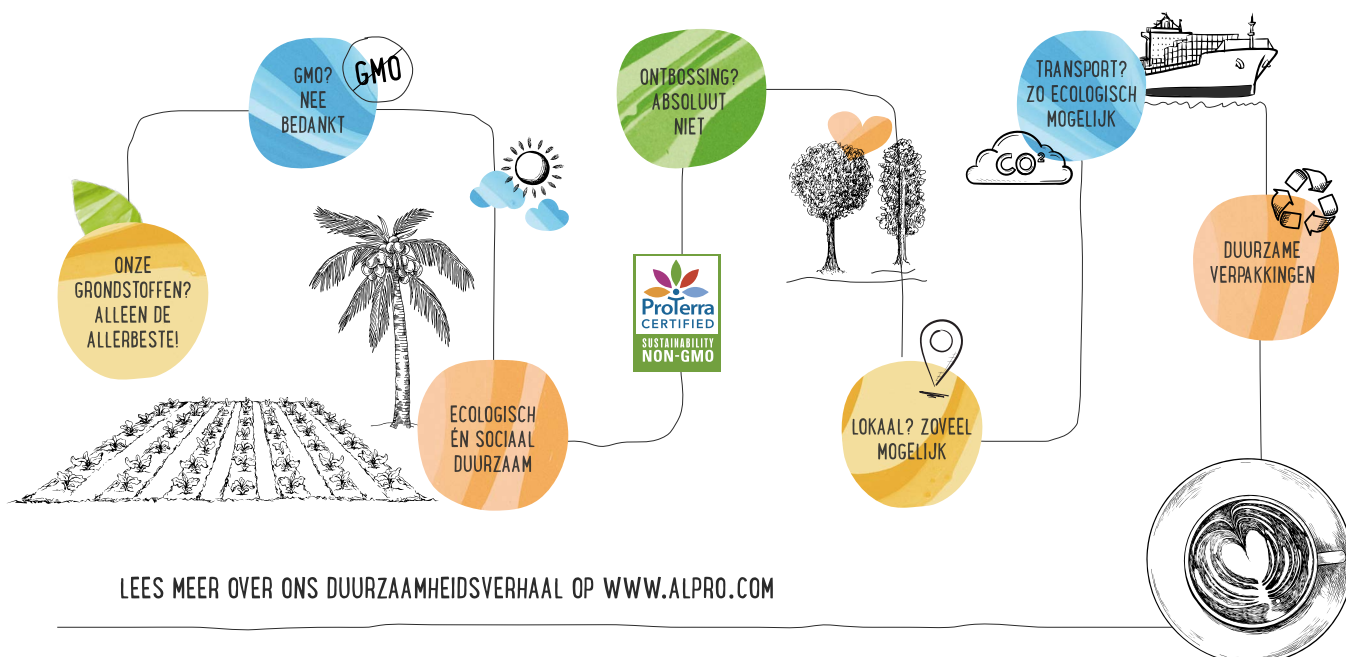 ONZE
GRONDSTOFFEN?
ALLEEN DE
ALLERBESTE!
GMO?
NEE
BEDANKT
GMO
ECOLOGISCH
ÉN SOCIAAL
DUURZAAM
ProTerra
CERTIFIED
SUSTAINABILITY
NON-GMO
ONTBOSSING?
ABSOLUUT
NIET
LOKAAL? ZOVEEL
MOGELIJK
TRANSPORT?
ZO ECOLOGISCH
MOGELIJK
CO²
DUURZAME
VERPAKKINGEN
LEES MEER OVER ONS DUURZAAMHEIDSVERHAAL OP WWW.ALPRO.COM